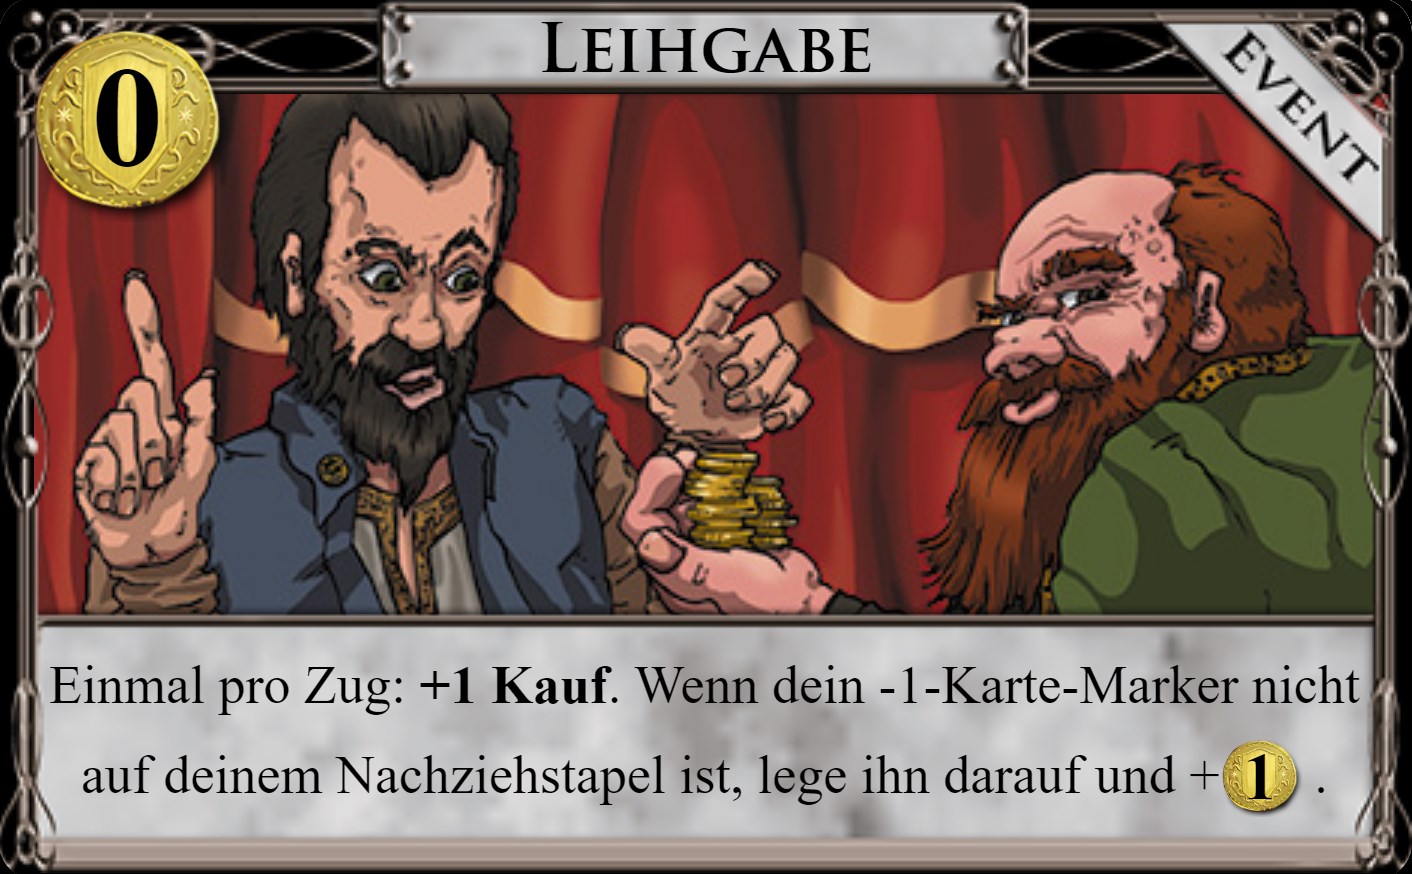 LEIHGABE
0
EVENT
Einmal pro Zug: +1 Kauf. Wenn dein -1-Karte-Marker nicht
auf deinem Nachziehstapel ist, lege ihn darauf und +1 .